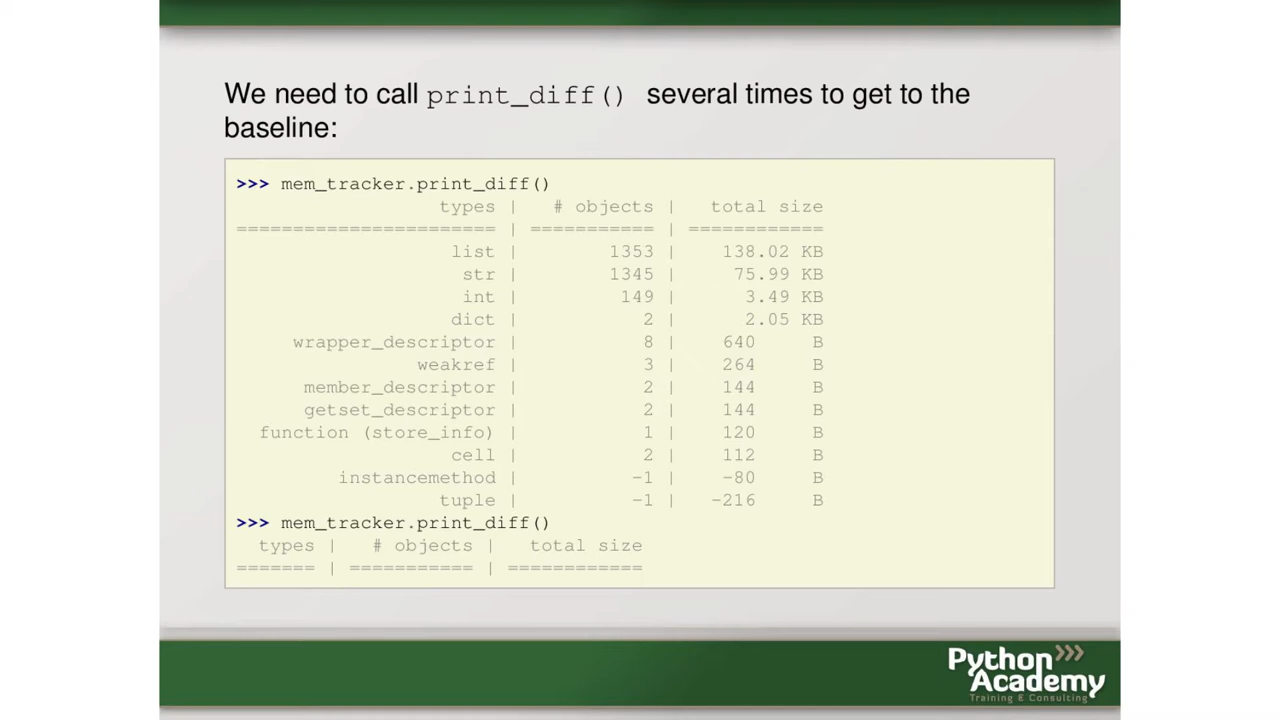 We need to call print_diff() several times to get to the
baseline:
>>> mem_tracker.print_diff()
types | # objects | total size
======================= | =========== | ============
list | 1353 | 138.02 KB
str | 1345 | 75.99 KB
int | 149 | 3.49 KB
dict | 2 | 2.05 KB
wrapper_descriptor | 8 | 640 B
weakref | 3 | 264 B
member_descriptor | 2 | 144 B
getset_descriptor | 2 | 144 B
function (store_info) | 1 | 120 B
cell | 2 | 112 B
instancemethod | -1 | -80 B
tuple | -1 | -216 B
>>> mem_tracker.print_diff()
types | # objects | total size
======= | =========== | ============
Python >>>
Academy
Training & Consulting